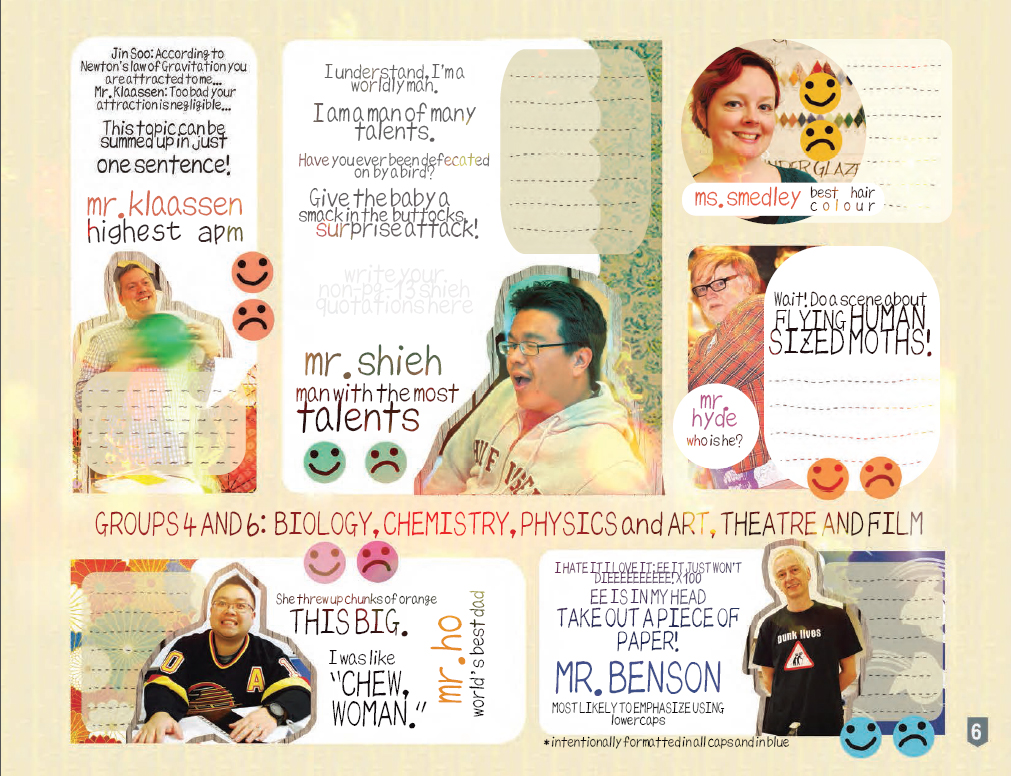 Jin Soo: According to
Newton's law of Gravitation you
are attracted to me...
Mr. Klaassen: Too bad your
attraction is negligible...
This topic can be
summed up in just
one sentence!
mr. klaassen
highest apm
I understand, I'm a
worldly man.
I am a man of many
talents.
Have you ever been defecated
on by a bird?
Give the baby a
smack in the buttocks,
surprise attack!
write your
non-pg-13 shieh
quotations here
mr. shieh
man with the most
talents
UNDER GLAZE
ms. smedley
best hair
colour
Wait! Do a scene about
FLYING HUMAN
SIZED MOTHS!
mr.
hyde
who is he?
GROUPS 4 AND 6: BIOLOGY, CHEMISTRY, PHYSICS and ART, THEATRE AND FILM
She threw up chunks of orange
THIS BIG.
I was like
"CHEW,
WOMAN."
mr. ho
world's best dad
A
I HATE IT I LOVE IT; EE IT JUST WON'T
DIEEEEEEEEEE! X100
EE IS IN MY HEAD
TAKE OUT A PIECE OF
PAPER!
MR. BENSON
MOST LIKELY TO EMPHASIZE USING
lowercaps
* intentionally formatted in all caps and in blue
punk lives
6